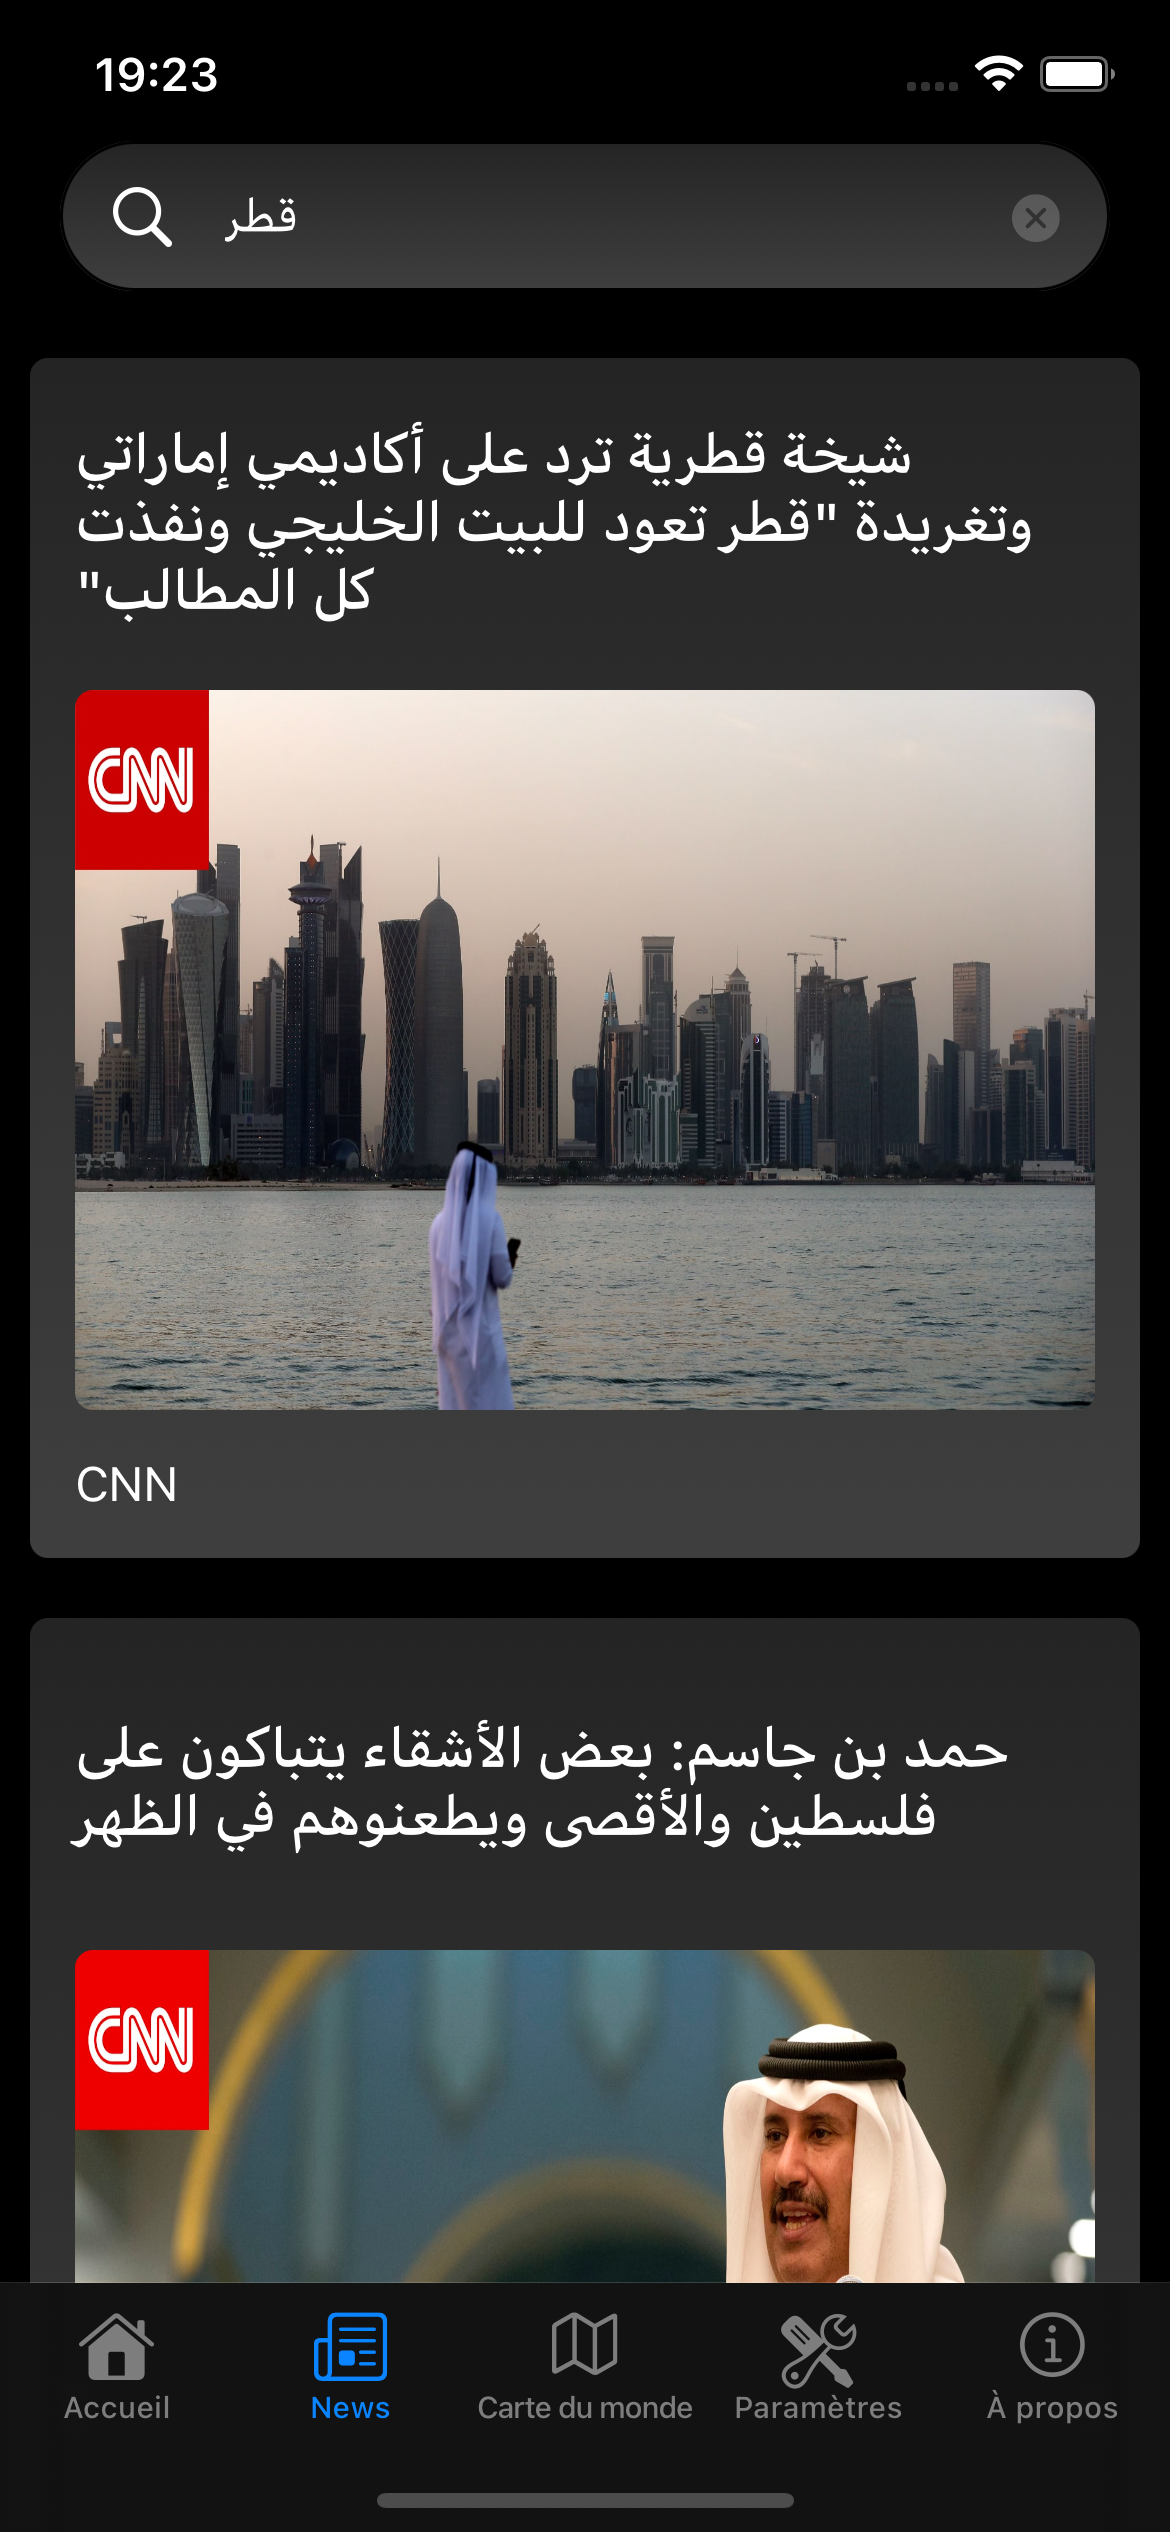 19:23
قطر
شيخة قطرية ترد على أكاديمي إماراتي
وتغريدة "قطر تعود للبيت الخليجي ونفذت
كل المطالب"
CNN
CNN
حمد بن جاسم: بعض الأشقاء يتباكون على
فلسطين والأقصى ويطعنوهم في الظهر
CNN
Accueil
News
Carte du monde
Paramètres
À propos